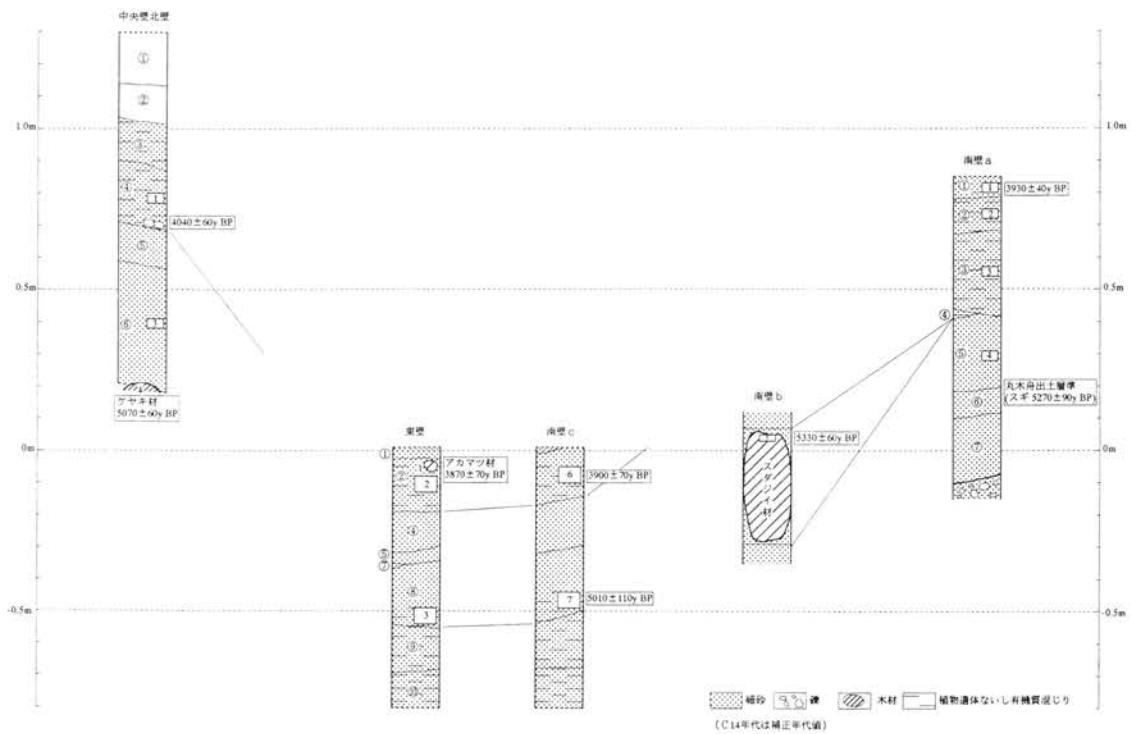 中央壁北壁
①
②
1.0m
③
④
1
2
4040±60y BP
⑤
0.5m
⑥
3
ケヤキ材
5070±60y BP
0m
東壁
①
1
アカマツ材
3870±70y BP
②
2
④
⑤
⑦
⑧
3
-0.5m
⑨
⑩
南壁c
6
3900±70y BP
7
5010±110y BP
南壁b
5330±60y BP
スダジイ材
南壁a
①
1
3930±40y BP
②
2
③
3
④
⑤
4
丸木舟出土層準
(スギ 5270±90y BP)
⑥
⑦
1.0m
0.5m
0m
-0.5m
細砂 礫 木材 植物遺体ないし有機質混じり
(C14年代は補正年代値)